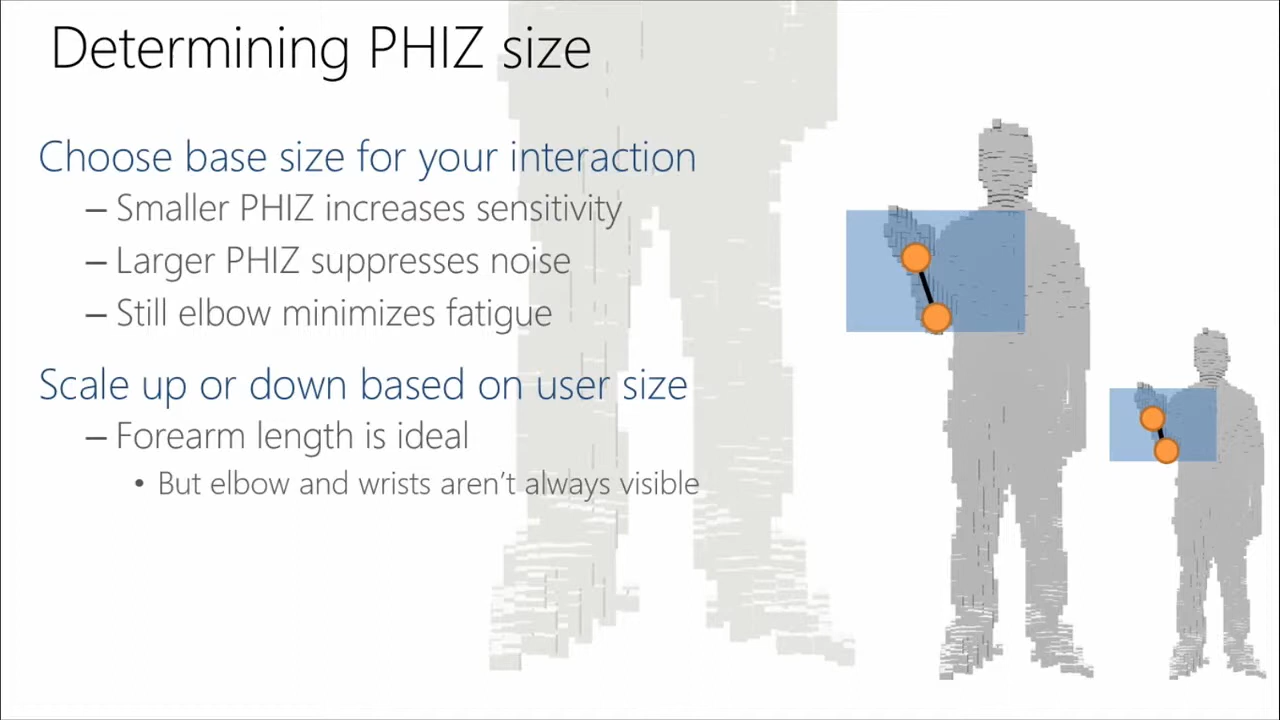 Determining PHIZ size
Choose base size for your interaction
– Smaller PHIZ increases sensitivity
– Larger PHIZ suppresses noise
– Still elbow minimizes fatigue
Scale up or down based on user size
– Forearm length is ideal
• But elbow and wrists aren't always visible